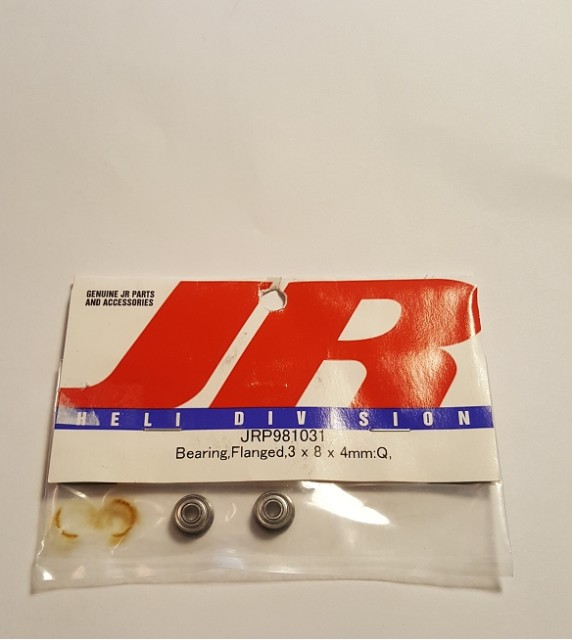 GENUINE JR PARTS
AND ACCESSORIES
JR
HELI DIVISION
JRP981031
Bearing,Flanged,3 x 8 x 4mm:Q,